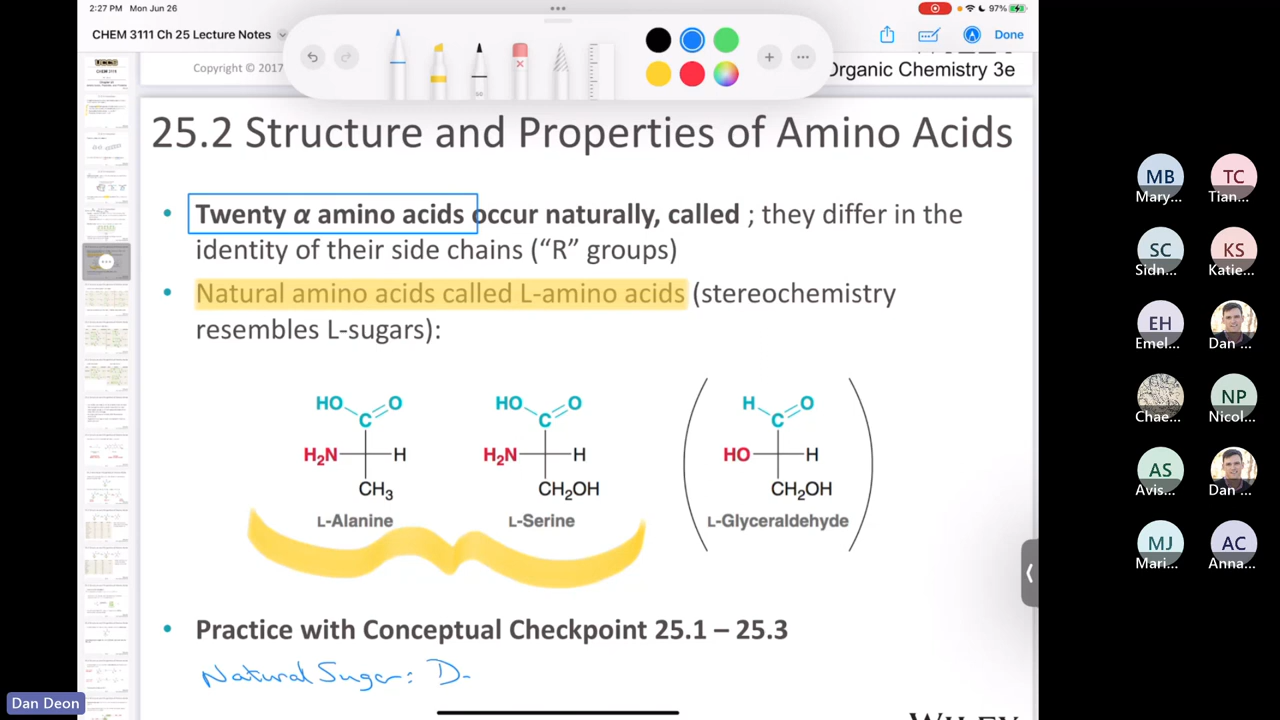 2:27 PM Mon Jun 26
97%
CHEM 3111 Ch 25 Lecture Notes
Done
Copyright © 2017
Organic Chemistry 3e
25.2 Structure and Properties of Amino Acids
• Twenty α amino acids occur naturally, called ; they differ in the
identity of their side chains (“R” groups)
• Natural amino acids called L-amino acids (stereochemistry
resembles L-sugars):
HO O HO O H O
C C C
H₂N H H₂N H HO H
CH₃ CH₂OH CH₂OH
L-Alanine L-Serine L-Glyceraldehyde
• Practice with Conceptual Checkpoint 25.1 – 25.3
Natural Sugar: D-
WILEY
MB TC
Mary... Tian...
SC KS
Sidn... Katie...
EH
Emel... Dan ...
NP
Chae... Nicol...
AS
Avis... Dan ...
MJ AC
Mari... Anna...
Dan Deon